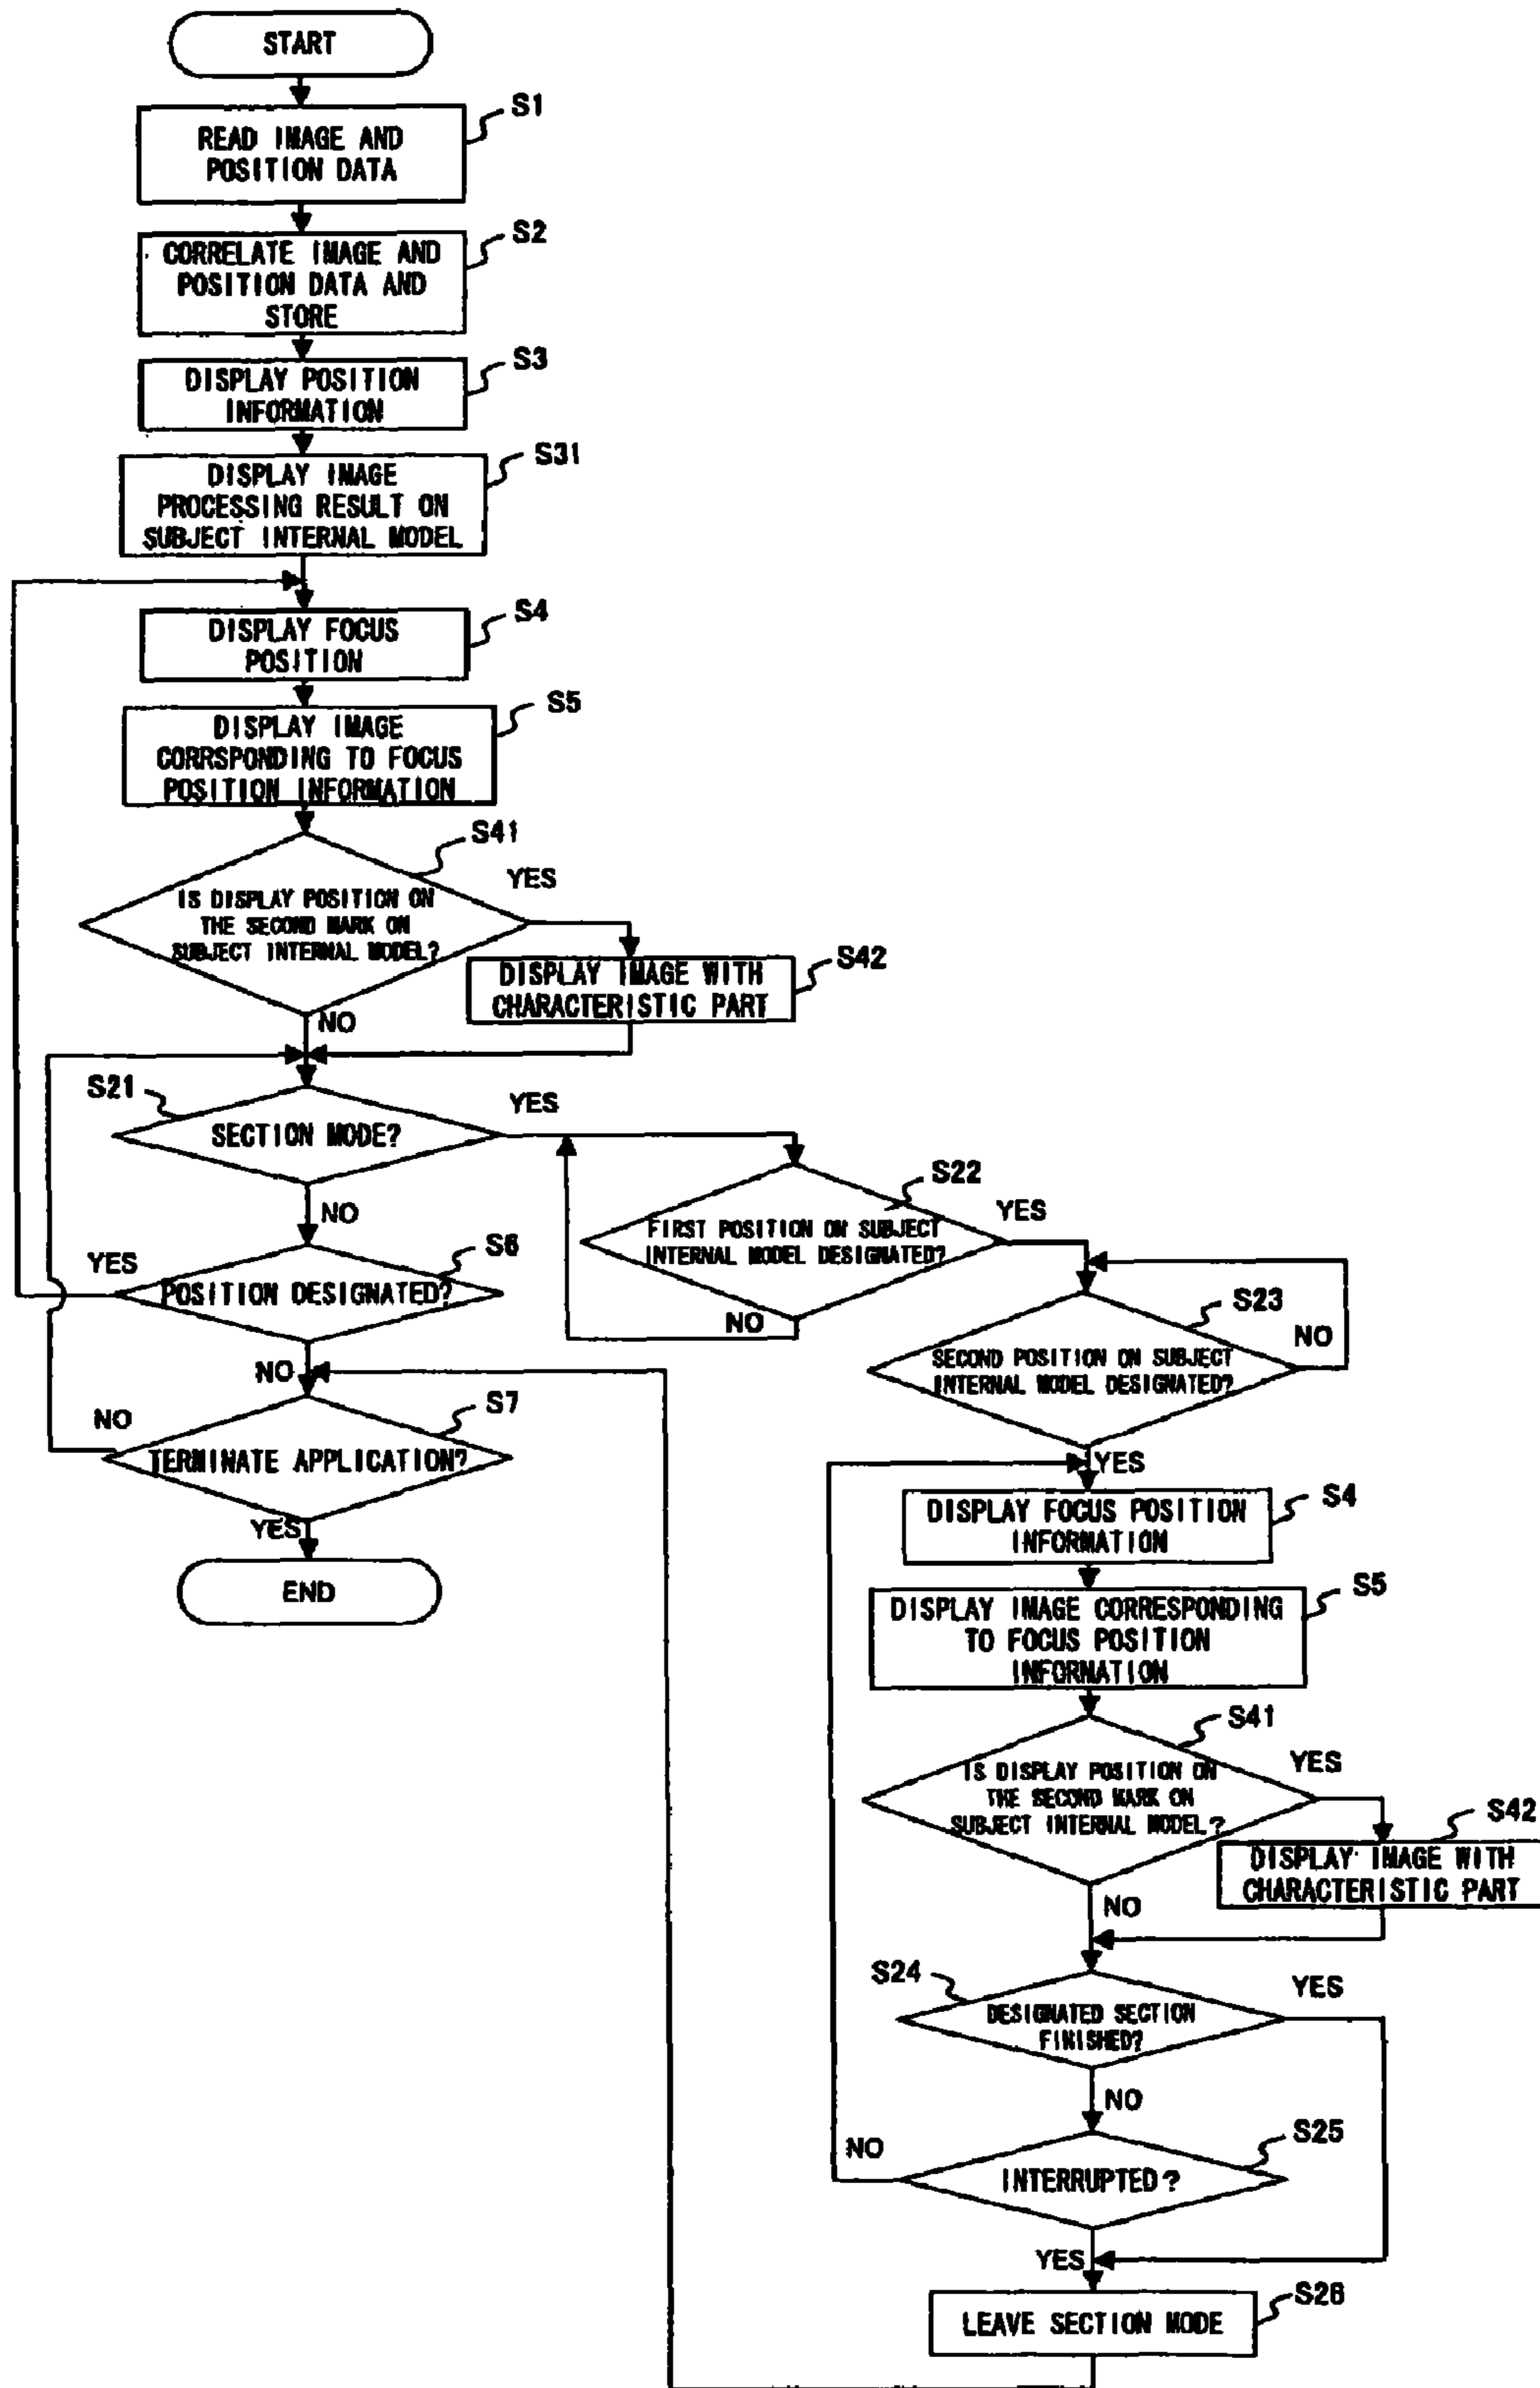 START
S1
READ IMAGE AND
POSITION DATA
S2
CORRELATE IMAGE AND
POSITION DATA AND
STORE
S3
DISPLAY POSITION
INFORMATION
S31
DISPLAY IMAGE
PROCESSING RESULT ON
SUBJECT INTERNAL MODEL
S4
DISPLAY FOCUS
POSITION
S5
DISPLAY IMAGE
CORRSPONDING TO FOCUS
POSITION INFORMATION
S41
YES
IS DISPLAY POSITION ON
THE SECOND MARK ON
SUBJECT INTERNAL MODEL?
NO
S42
DISPLAY IMAGE WITH
CHARACTERISTIC PART
S21
YES
SECTION MODE?
NO
S22
YES
FIRST POSITION ON SUBJECT
INTERNAL MODEL DESIGNATED?
NO
S6
YES
POSITION DESIGNATED?
NO
S23
NO
SECOND POSITION ON SUBJECT
INTERNAL MODEL DESIGNATED?
YES
S7
NO
TERMINATE APPLICATION?
YES
END
S4
DISPLAY FOCUS POSITION
INFORMATION
S5
DISPLAY IMAGE CORRESPONDING
TO FOCUS POSITION
INFORMATION
S41
YES
IS DISPLAY POSITION ON
THE SECOND MARK ON
SUBJECT INTERNAL MODEL?
NO
S42
DISPLAY IMAGE WITH
CHARACTERISTIC PART
S24
YES
DESIGNATED SECTION
FINISHED?
NO
S25
NO
INTERRUPTED?
YES
S26
LEAVE SECTION MODE